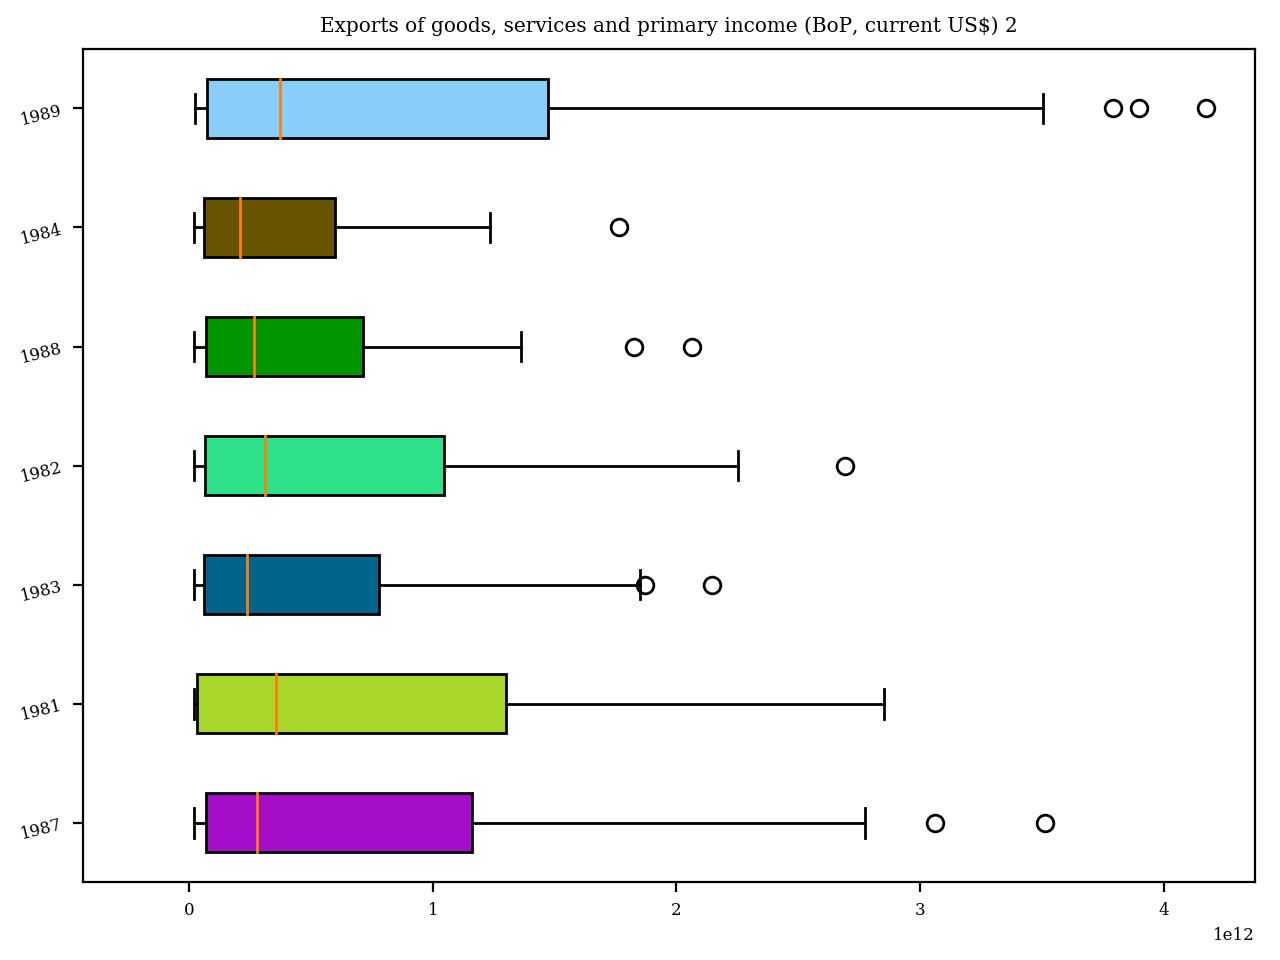 Exports of goods, services and primary income (BoP, current US$) 2
1989
1984
1988
1982
1983
1981
1987
0 1 2 3 4
1e12